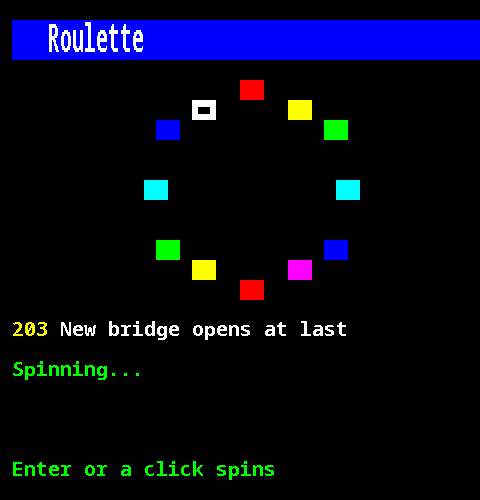 Roulette
203 New bridge opens at last
Spinning...
Enter or a click spins